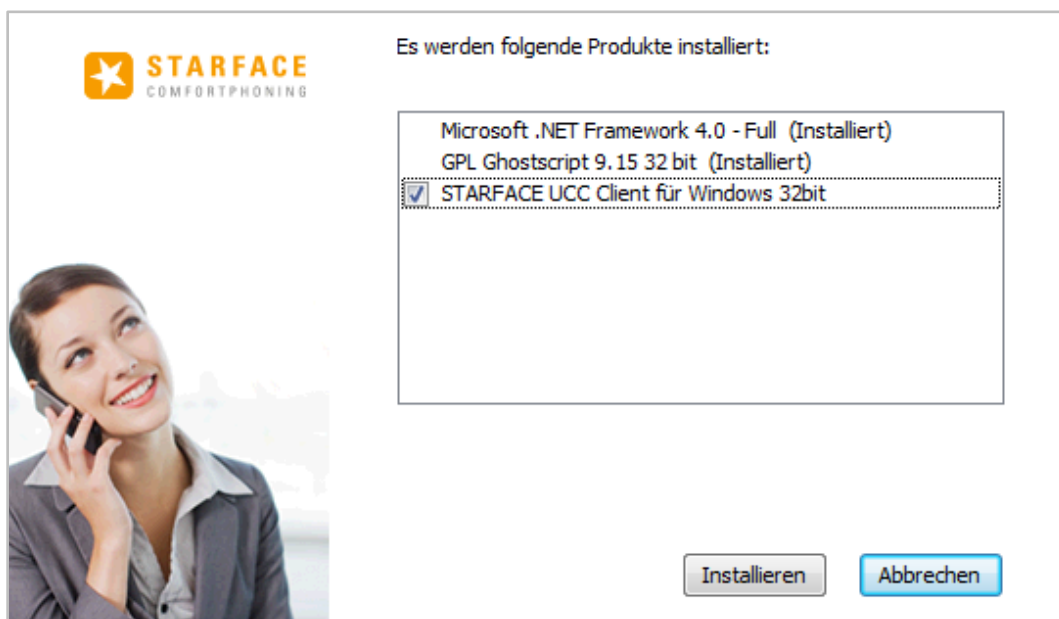 STARFACE
COMFORTPHONING
Es werden folgende Produkte installiert:
Microsoft .NET Framework 4.0 - Full (Installiert)
GPL Ghostscript 9.15 32 bit (Installiert)
STARFACE UCC Client für Windows 32bit
Installieren
Abbrechen